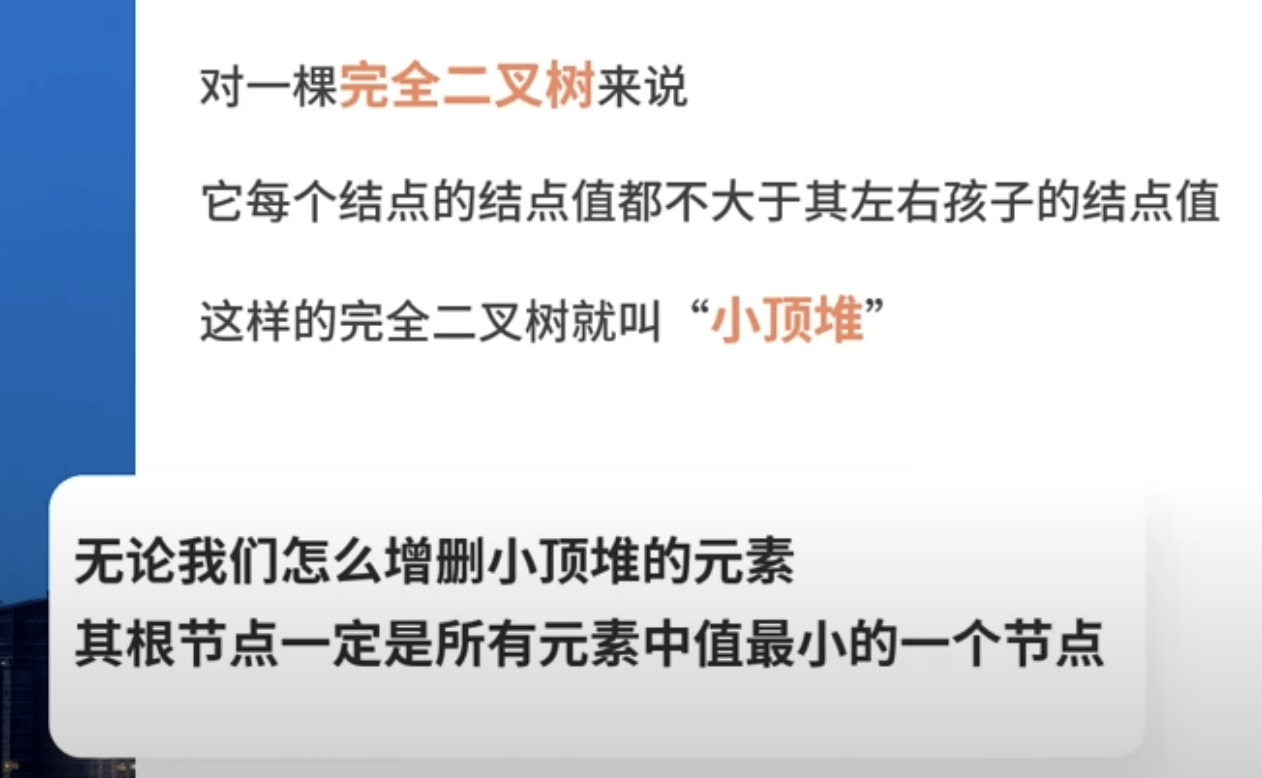 对一棵完全二叉树来说
它每个结点的结点值都不大于其左右孩子的结点值
这样的完全二叉树就叫“小顶堆”
无论我们怎么增删小顶堆的元素
其根节点一定是所有元素中值最小的一个节点